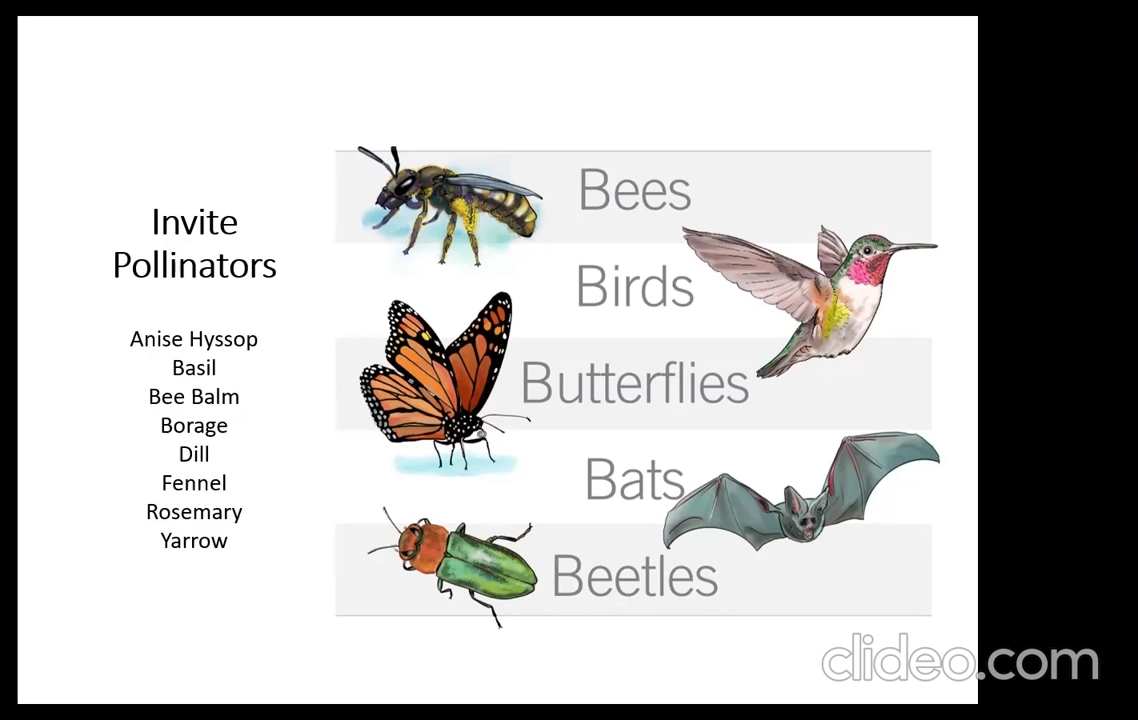 Invite
Pollinators
Anise Hyssop
Basil
Bee Balm
Borage
Dill
Fennel
Rosemary
Yarrow
Bees
Birds
Butterflies
Bats
Beetles
clideo.com